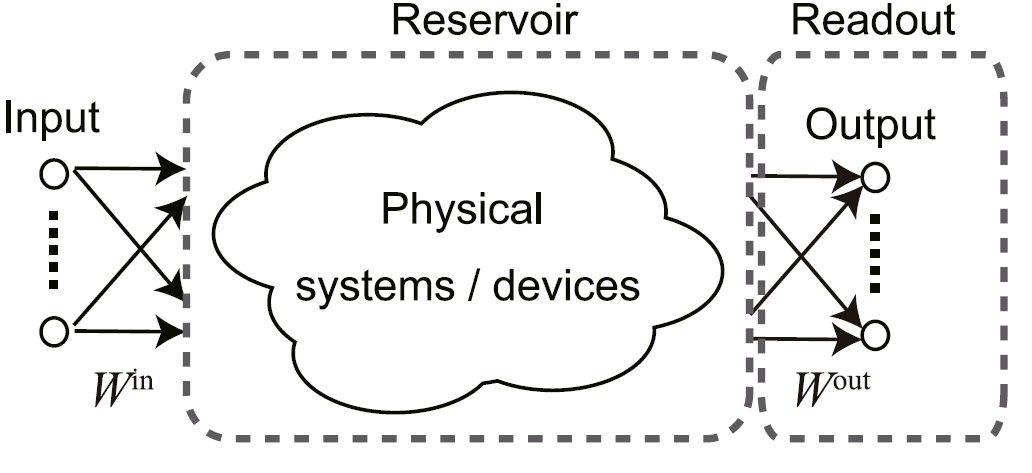 Reservoir
Readout
Input
Output
Physical
systems / devices
W^in
W^out